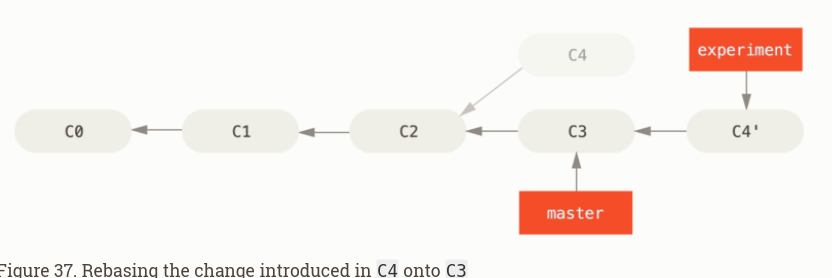 C4
experiment
C0
C1
C2
C3
C4'
master
Figure 37. Rebasing the change introduced in C4 onto C3